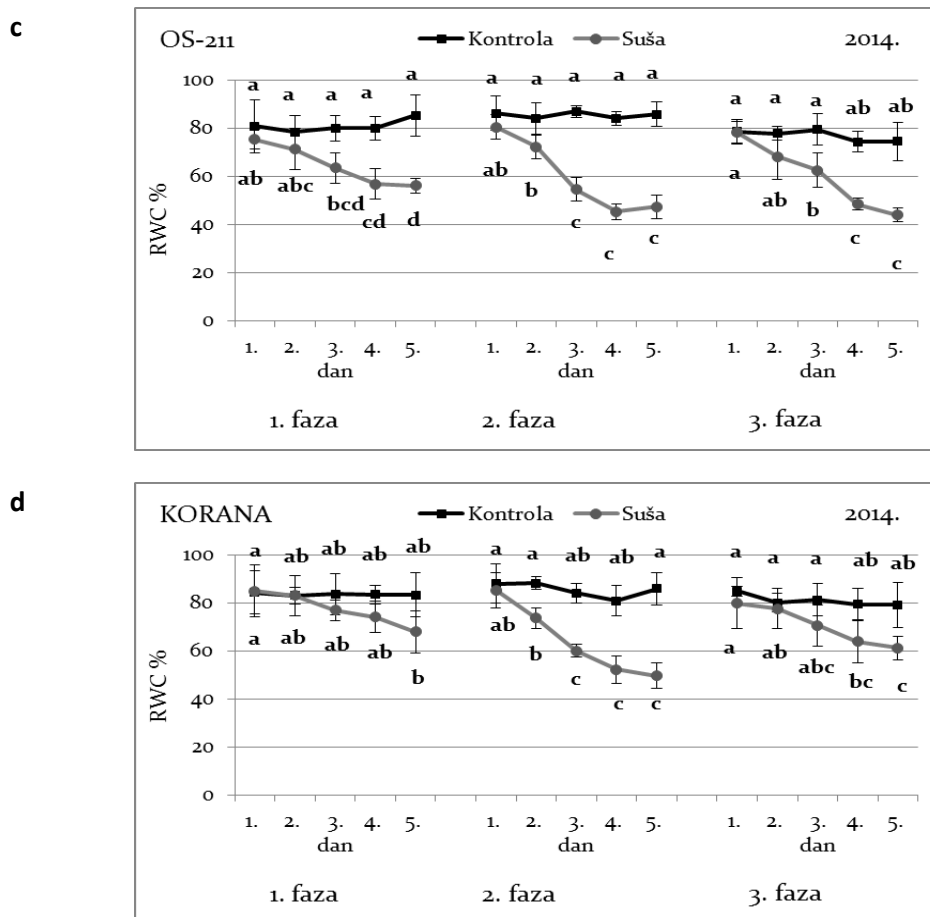 c
OS-211 Kontrola Suša 2014.
RWC %
100
80
60
40
20
0
a a a a a a a a a a a a a ab ab
ab abc bcd cd d ab b c c c a ab b c c
1. 2. 3. 4. 5. 1. 2. 3. 4. 5. 1. 2. 3. 4. 5.
dan dan dan
1. faza 2. faza 3. faza
d
KORANA Kontrola Suša 2014.
RWC %
100
80
60
40
20
0
a ab ab ab ab a a ab ab a a a a ab ab
a ab ab ab b ab b c c c a ab abc bc c
1. 2. 3. 4. 5. 1. 2. 3. 4. 5. 1. 2. 3. 4. 5.
dan dan dan
1. faza 2. faza 3. faza